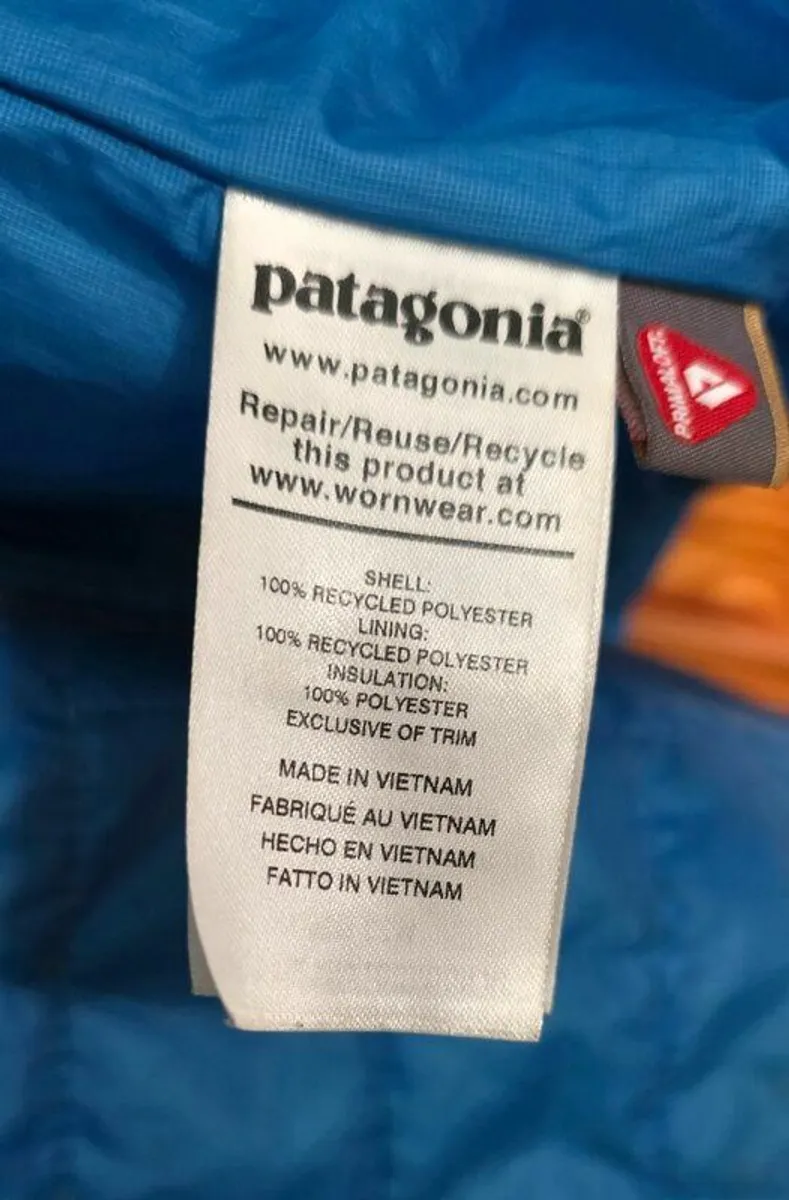 patagonia®
www.patagonia.com
Repair/Reuse/Recycle
this product at
www.wornwear.com
SHELL:
100% RECYCLED POLYESTER
LINING:
100% RECYCLED POLYESTER
INSULATION:
100% POLYESTER
EXCLUSIVE OF TRIM
MADE IN VIETNAM
FABRIQUÉ AU VIETNAM
HECHO EN VIETNAM
FATTO IN VIETNAM
PRIMALOFT